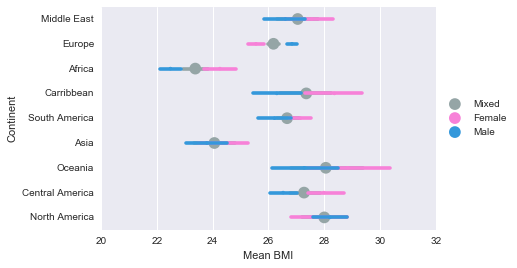 Middle East
Europe
Africa
Carribbean
South America
Asia
Oceania
Central America
North America
Continent
20 22 24 26 28 30 32
Mean BMI
Mixed
Female
Male